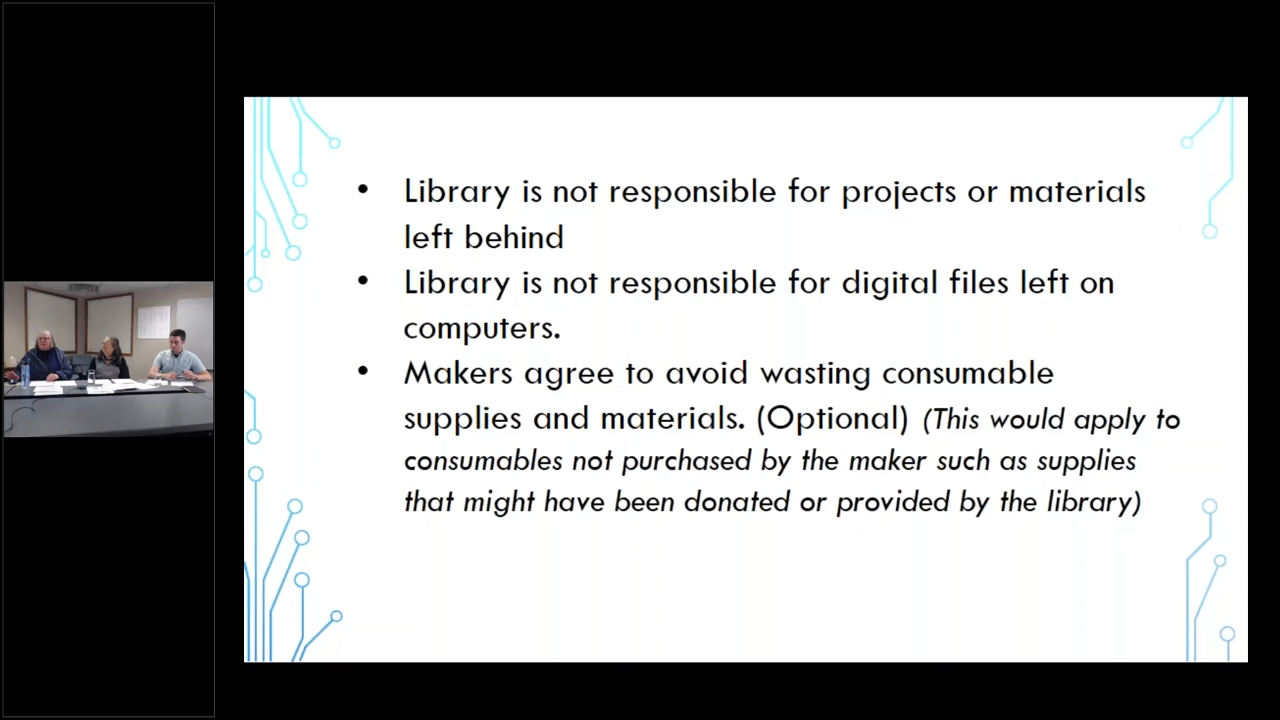 • Library is not responsible for projects or materials
left behind
• Library is not responsible for digital files left on
computers.
• Makers agree to avoid wasting consumable
supplies and materials. (Optional) (This would apply to
consumables not purchased by the maker such as supplies
that might have been donated or provided by the library)